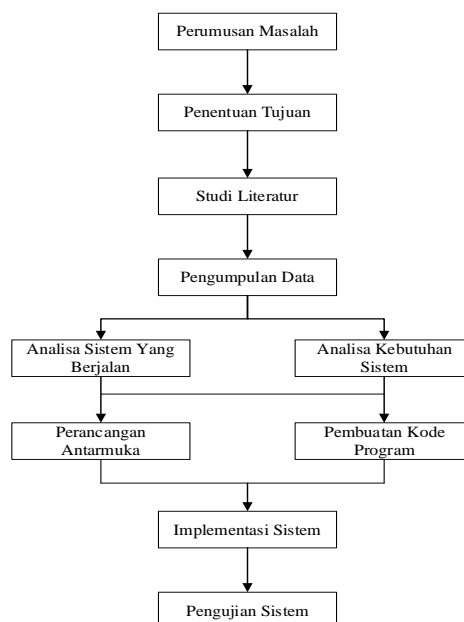 Perumusan Masalah
Penentuan Tujuan
Studi Literatur
Pengumpulan Data
Analisa Sistem Yang
Berjalan
Analisa Kebutuhan
Sistem
Perancangan
Antarmuka
Pembuatan Kode
Program
Implementasi Sistem
Pengujian Sistem